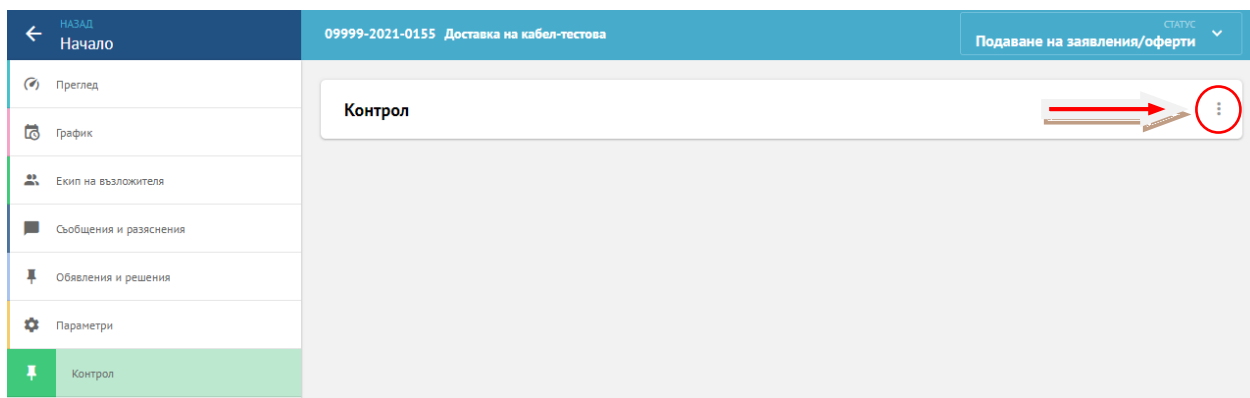 НАЗАД
Начало
09999-2021-0155 Доставка на кабел-тестова
СТАТУС
Подаване на заявления/оферти
Преглед
График
Екип на възложителя
Съобщения и разяснения
Обявления и решения
Параметри
Контрол
Контрол